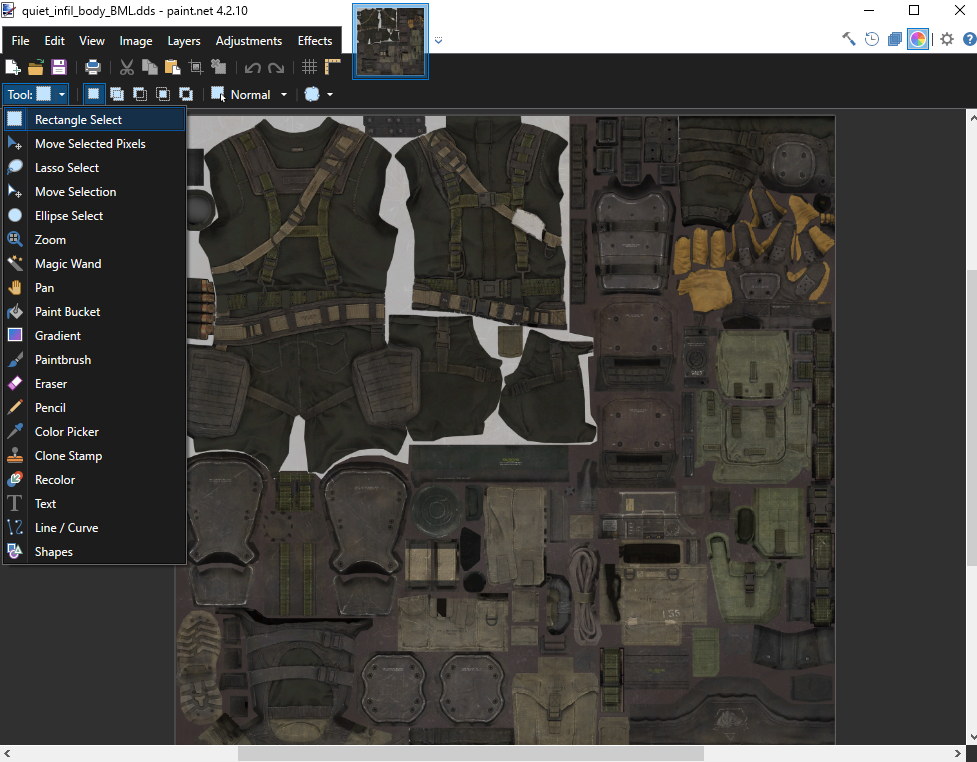 quiet_infil_body_BML.dds - paint.net 4.2.10
File Edit View Image Layers Adjustments Effects
Tool:
Normal
Rectangle Select
Move Selected Pixels
Lasso Select
Move Selection
Ellipse Select
Zoom
Magic Wand
Pan
Paint Bucket
Gradient
Paintbrush
Eraser
Pencil
Color Picker
Clone Stamp
Recolor
Text
Line / Curve
Shapes